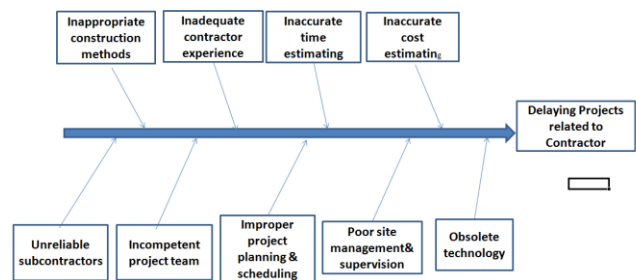 Inappropriate
construction
methods
Inadequate
contractor
experience
Inaccurate
time
estimating
Inaccurate
cost
estimating
Delaying Projects
related to
Contractor
Unreliable
subcontractors
Incompetent
project team
Improper
project
planning &
scheduling
Poor site
management&
supervision
Obsolete
technology